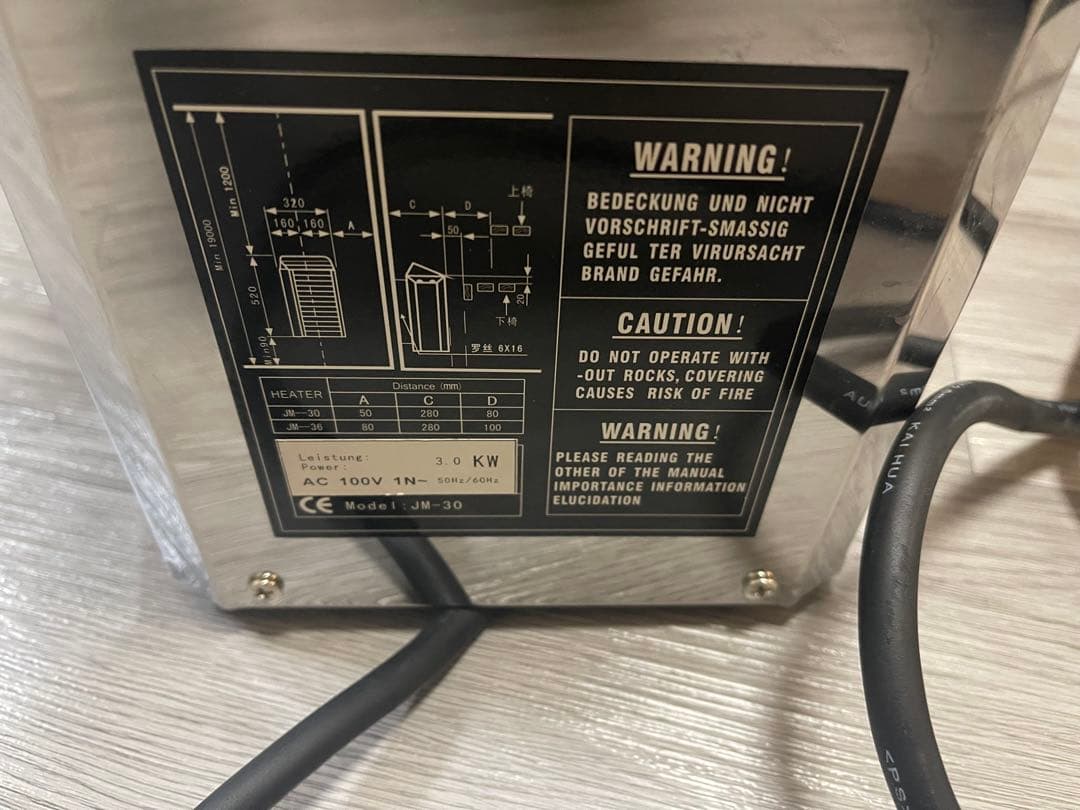 Min 19000
Min 1200
320
160 160 A
520
Min90
C D
50
上椅
20
下椅
罗丝 6X16
HEATER Distance (mm)
A C D
JM—30 50 280 80
JM—36 80 280 100
Leistung:
Power: 3.0 KW
AC 100V 1N~ 50Hz/60Hz
CE Model:JM-30
WARNING!
BEDECKUNG UND NICHT
VORSCHRIFT-SMASSIG
GEFUL TER VIRURSACHT
BRAND GEFAHR.
CAUTION!
DO NOT OPERATE WITH
-OUT ROCKS, COVERING
CAUSES RISK OF FIRE
WARNING!
PLEASE READING THE
OTHER OF THE MANUAL
IMPORTANCE INFORMATION
ELUCIDATION
KAI HUA
<PS